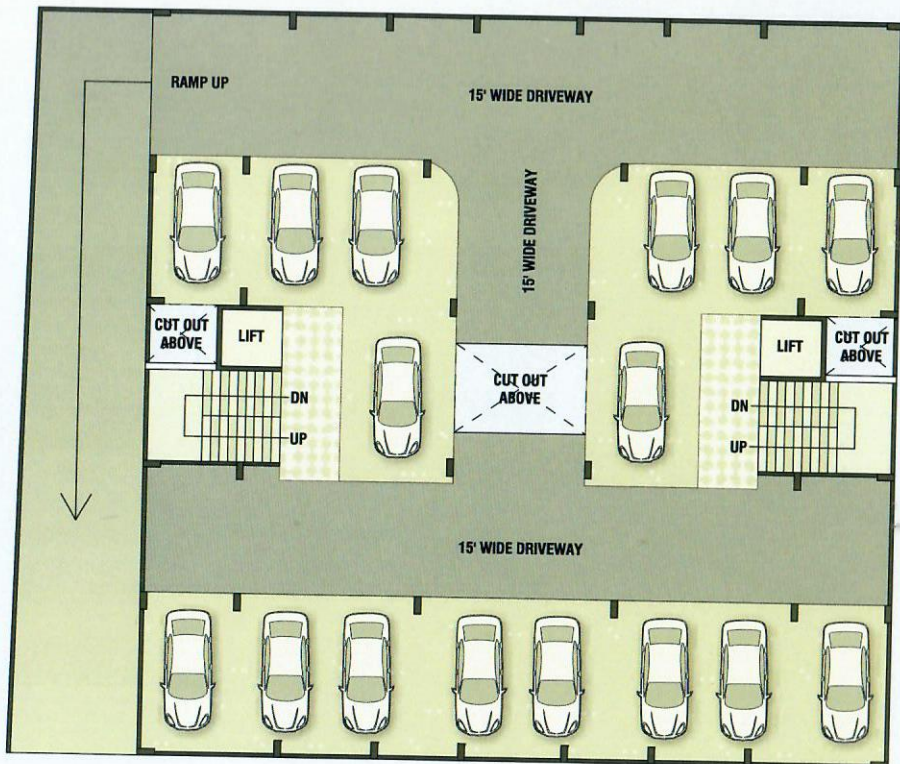 RAMP UP
15' WIDE DRIVEWAY
15' WIDE DRIVEWAY
CUT OUT
ABOVE
LIFT
LIFT
CUT OUT
ABOVE
CUT OUT
ABOVE
DN
UP
DN
UP
15' WIDE DRIVEWAY